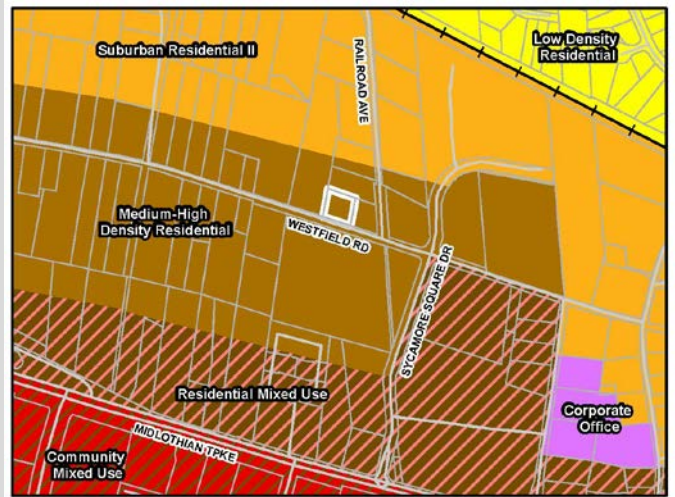 Suburban Residential II
RAILROAD AVE
Low Density
Residential
Medium-High
Density Residential
WESTFIELD RD
SYCAMORE SQUARE DR
Residential Mixed Use
Corporate
Office
MIDLOTHIAN TPKE
Community
Mixed Use